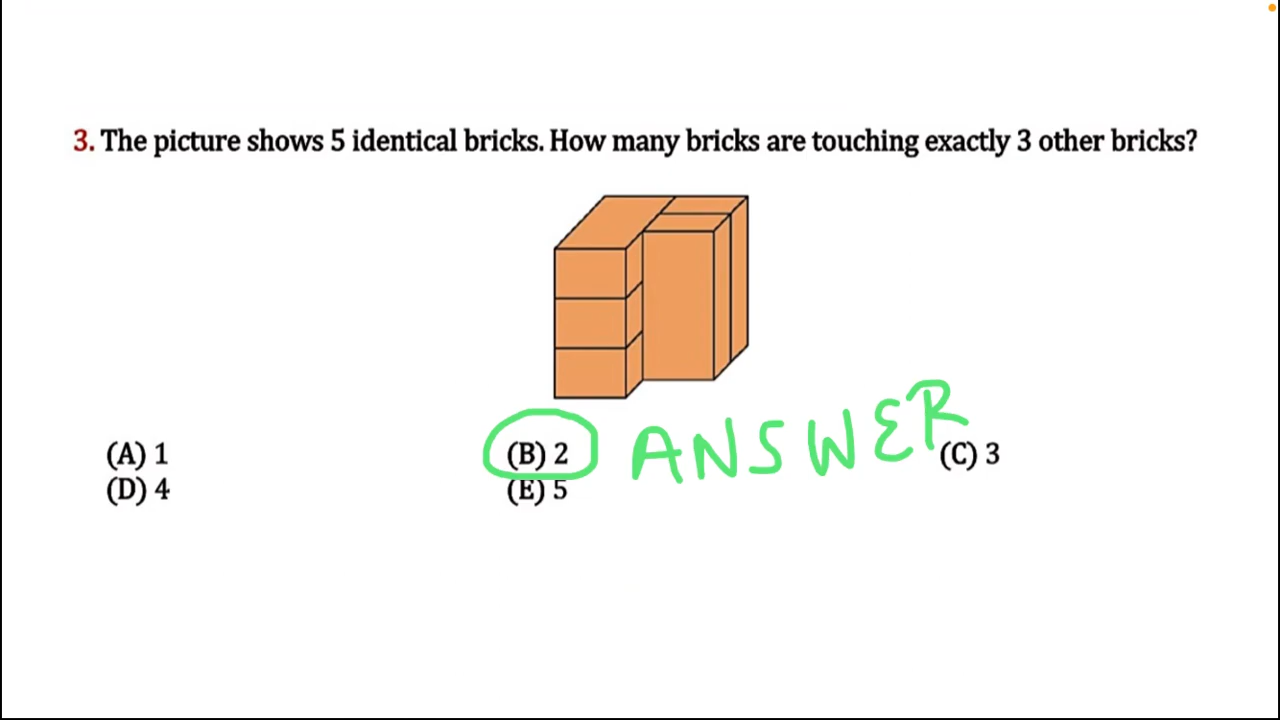 3. The picture shows 5 identical bricks. How many bricks are touching exactly 3 other bricks?
(A) 1 (B) 2 ANSWER (C) 3
(D) 4 (E) 5